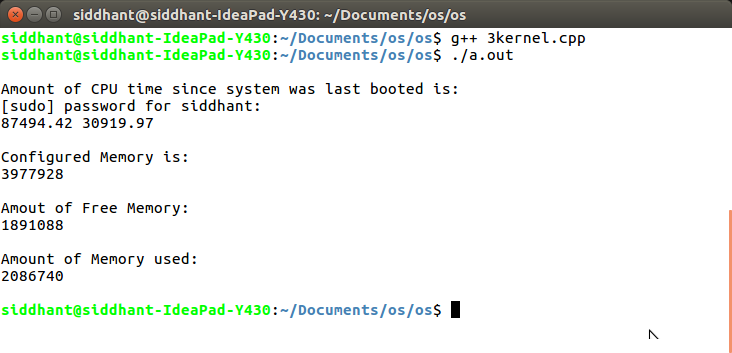 siddhant@siddhant-IdeaPad-Y430: ~/Documents/os/os
siddhant@siddhant-IdeaPad-Y430:~/Documents/os/os$ g++ 3kernel.cpp
siddhant@siddhant-IdeaPad-Y430:~/Documents/os/os$ ./a.out
Amount of CPU time since system was last booted is:
[sudo] password for siddhant:
87494.42 30919.97
Configured Memory is:
3977928
Amout of Free Memory:
1891088
Amount of Memory used:
2086740
siddhant@siddhant-IdeaPad-Y430:~/Documents/os/os$